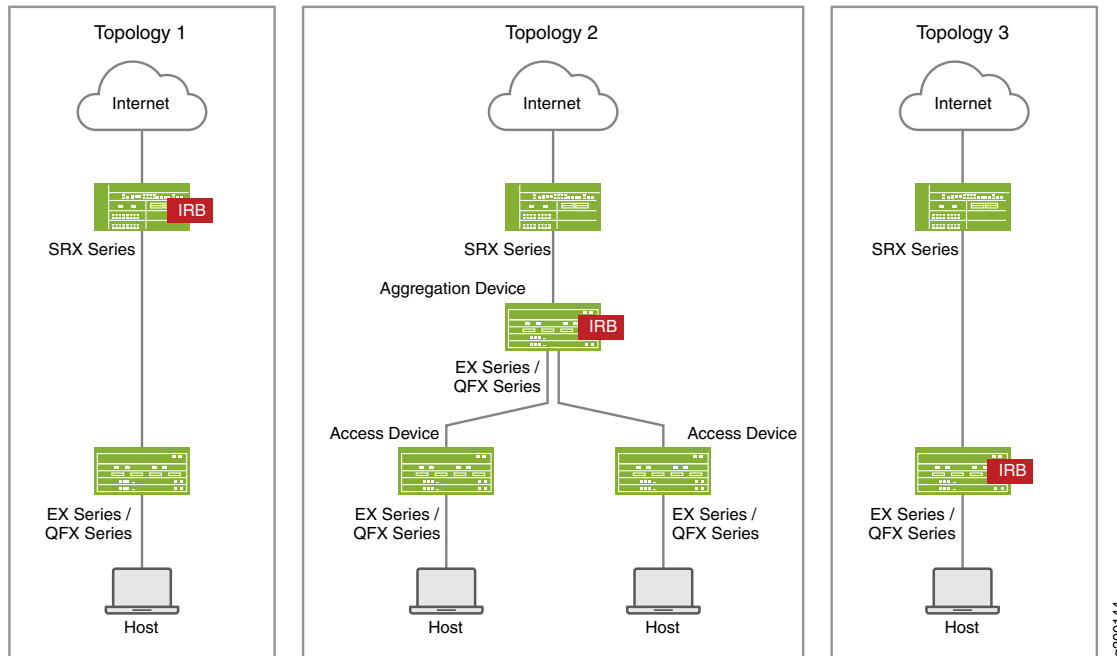 Topology 1
Internet
IRB
SRX Series
EX Series /
QFX Series
Host
Topology 2
Internet
SRX Series
Aggregation Device
IRB
EX Series /
QFX Series
Access Device
Access Device
EX Series /
QFX Series
EX Series /
QFX Series
Host
Host
Topology 3
Internet
SRX Series
IRB
EX Series /
QFX Series
Host